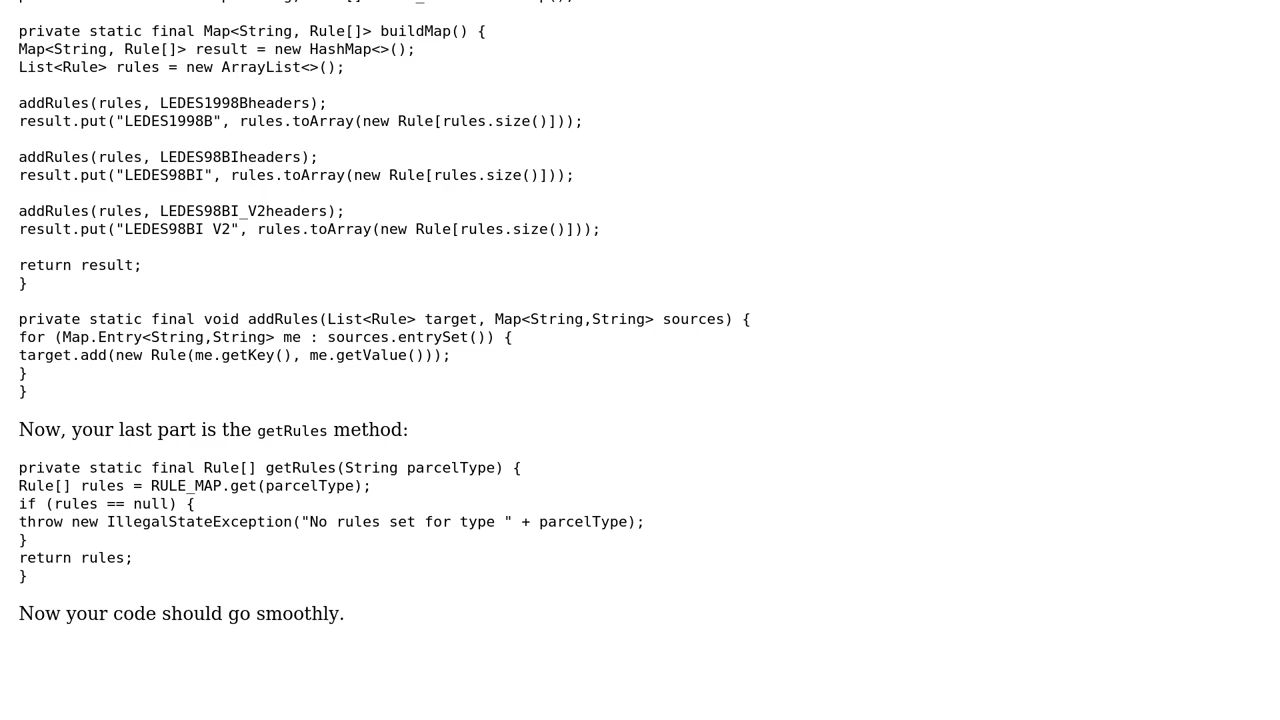 private static final Map<String, Rule[]> buildMap() {
Map<String, Rule[]> result = new HashMap<>();
List<Rule> rules = new ArrayList<>();
addRules(rules, LEDES1998Bheaders);
result.put("LEDES1998B", rules.toArray(new Rule[rules.size()]));
addRules(rules, LEDES98BIheaders);
result.put("LEDES98BI", rules.toArray(new Rule[rules.size()]));
addRules(rules, LEDES98BI_V2headers);
result.put("LEDES98BI V2", rules.toArray(new Rule[rules.size()]));
return result;
}
private static final void addRules(List<Rule> target, Map<String,String> sources) {
for (Map.Entry<String,String> me : sources.entrySet()) {
target.add(new Rule(me.getKey(), me.getValue()));
}
}
Now, your last part is the getRules method:
private static final Rule[] getRules(String parcelType) {
Rule[] rules = RULE_MAP.get(parcelType);
if (rules == null) {
throw new IllegalStateException("No rules set for type " + parcelType);
}
return rules;
}
Now your code should go smoothly.